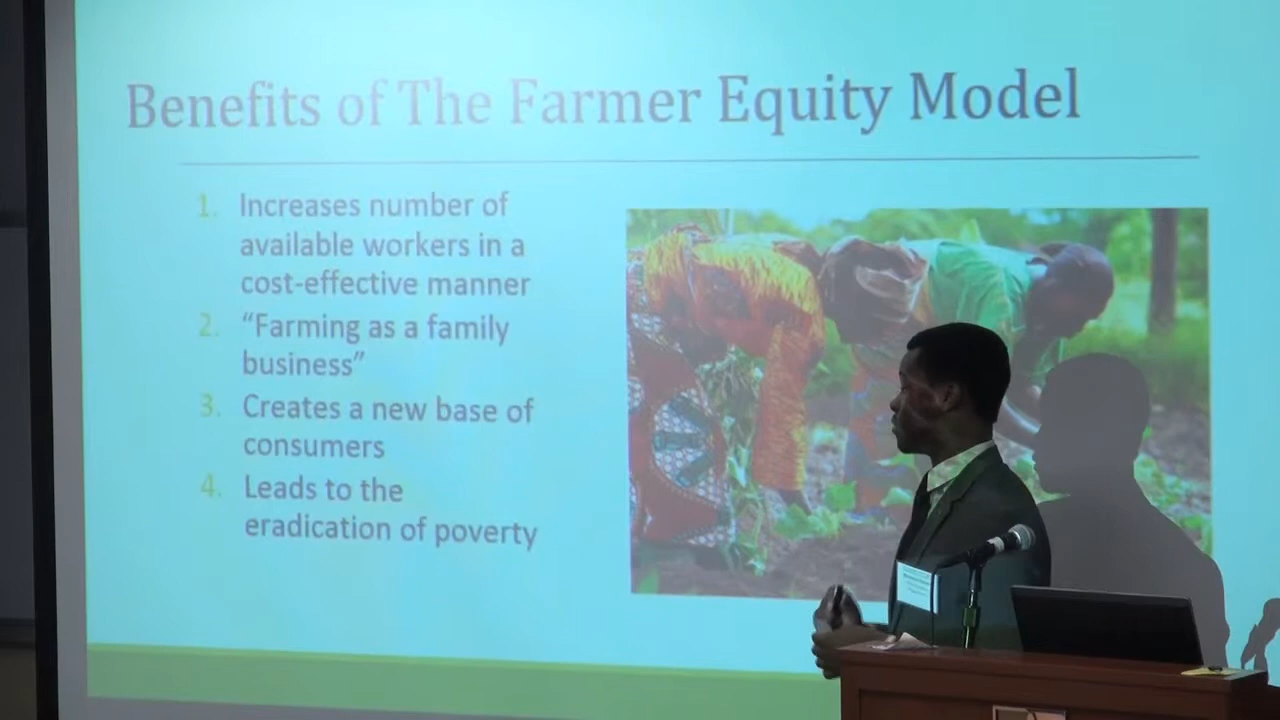 Benefits of The Farmer Equity Model
1. Increases number of
available workers in a
cost-effective manner
2. “Farming as a family
business”
3. Creates a new base of
consumers
4. Leads to the
eradication of poverty